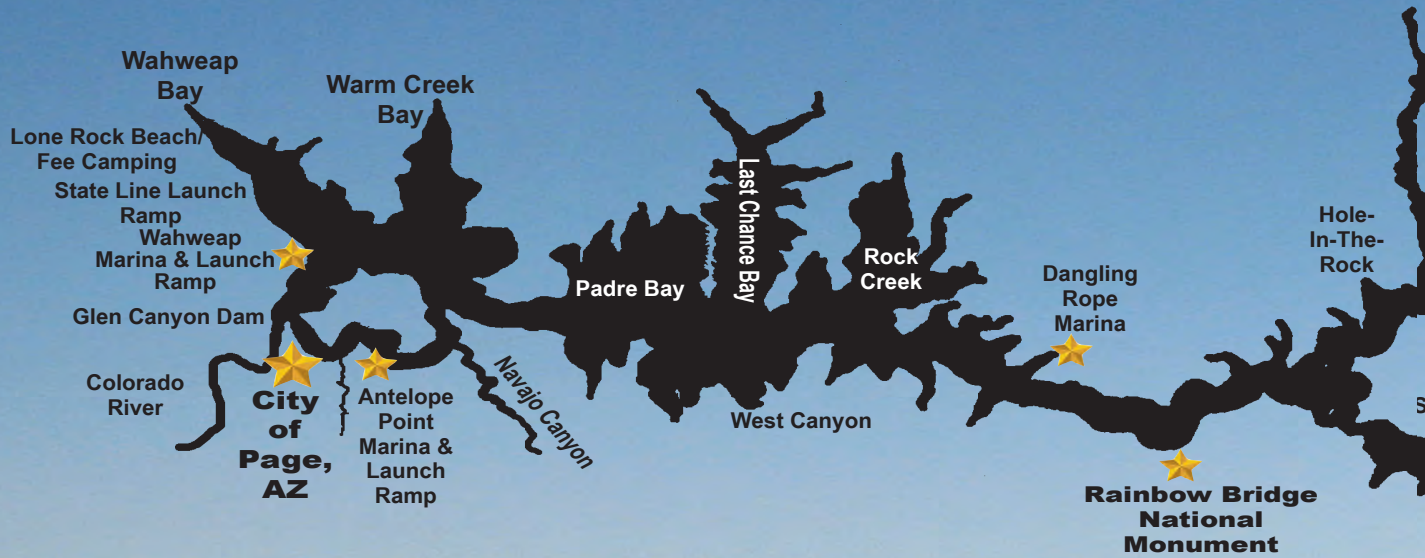 Wahweap
Bay
Warm Creek
Bay
Lone Rock Beach/
Fee Camping
State Line Launch
Ramp
Wahweap
Marina & Launch
Ramp
Glen Canyon Dam
Colorado
River
City
of
Page,
AZ
Antelope
Point
Marina &
Launch
Ramp
Navajo Canyon
Padre Bay
Last Chance Bay
Rock
Creek
West Canyon
Dangling
Rope
Marina
Rainbow Bridge
National
Monument
Hole-
In-The-
Rock